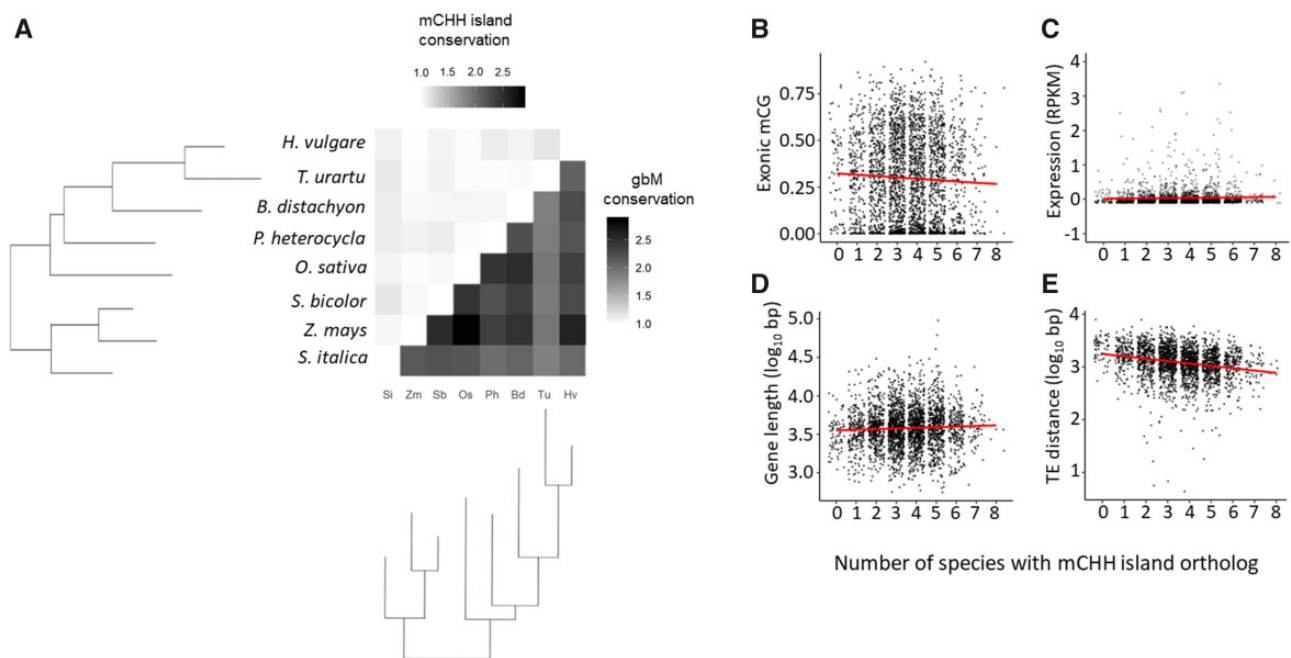 A
mCHH island
conservation
1.0 1.5 2.0 2.5
H. vulgare
T. urartu
B. distachyon
P. heterocycla
O. sativa
S. bicolor
Z. mays
S. italica
Si Zm Sb Os Ph Bd Tu Hv
gbM
conservation
2.5
2.0
1.5
1.0
B
Exonic mCG
0.75
0.50
0.25
0.00
0 1 2 3 4 5 6 7 8
C
Expression (RPKM)
4
3
2
1
0
-1
0 1 2 3 4 5 6 7 8
D
Gene length (log10 bp)
5.0
4.5
4.0
3.5
3.0
0 1 2 3 4 5 6 7 8
E
TE distance (log10 bp)
4
3
2
1
0 1 2 3 4 5 6 7 8
Number of species with mCHH island ortholog